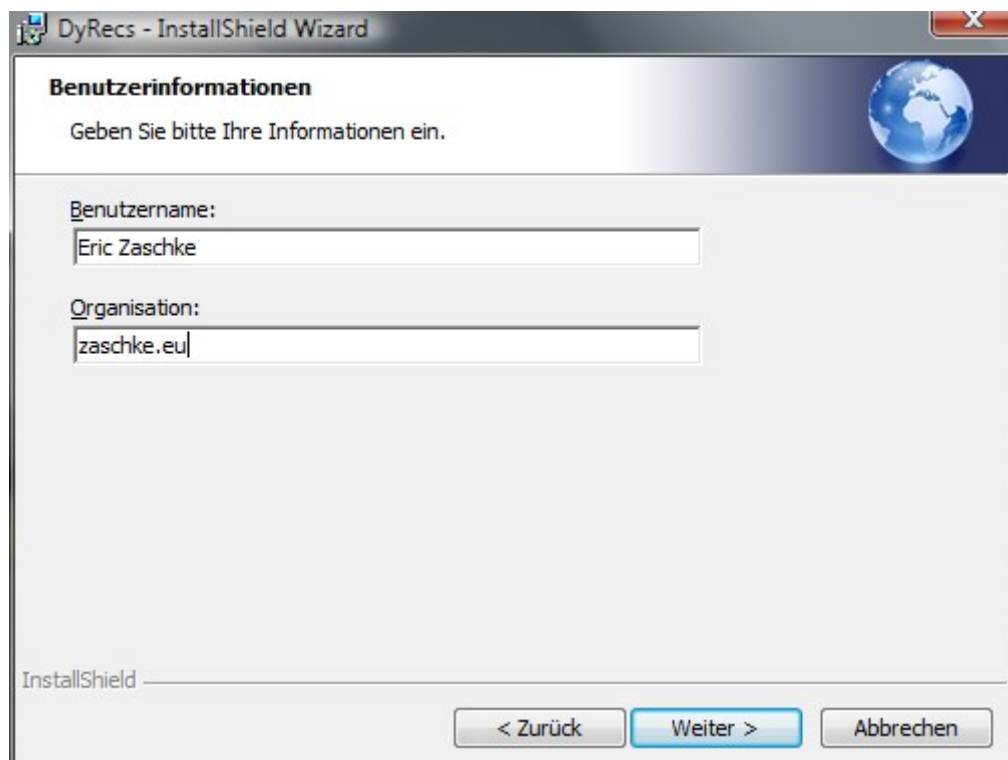 DyRecs - InstallShield Wizard
Benutzerinformationen
Geben Sie bitte Ihre Informationen ein.
Benutzername:
Eric Zaschke
Organisation:
zaschke.eu
InstallShield
< Zurück Weiter > Abbrechen